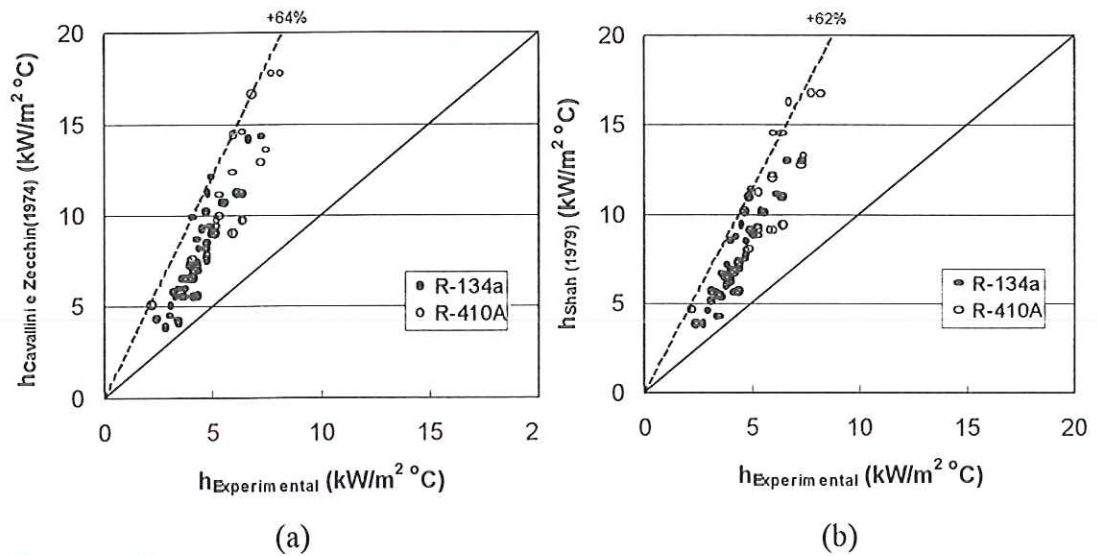 +64%
20
15
10
5
0
hCavallini e Zecchin(1974) (kW/m² °C)
R-134a
R-410A
0 5 10 15 2
hExperimental (kW/m² °C)
(a)
+62%
20
15
10
5
0
hShah (1979) (kW/m² °C)
R-134a
R-410A
0 5 10 15 20
hExperimental (kW/m² °C)
(b)